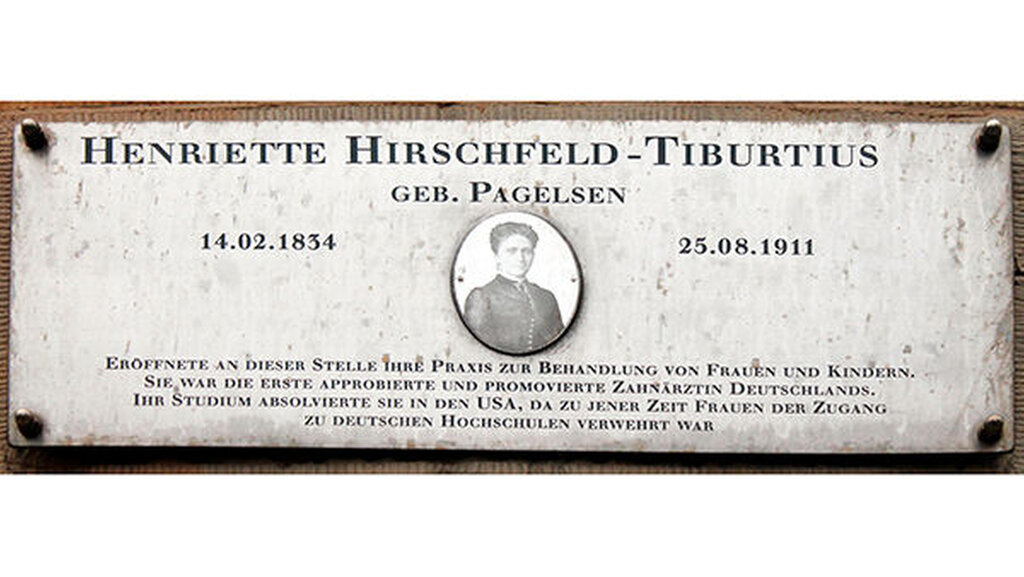 Henriette Hirschfeld-Tiburtius
geb. Pagelsen
14.02.1834 25.08.1911
Eröffnete an dieser Stelle ihre Praxis zur Behandlung von Frauen und Kindern.
Sie war die erste approbierte und promovierte Zahnärztin Deutschlands.
Ihr Studium absolvierte sie in den USA, da zu jener Zeit Frauen der Zugang
zu deutschen Hochschulen verwehrt war